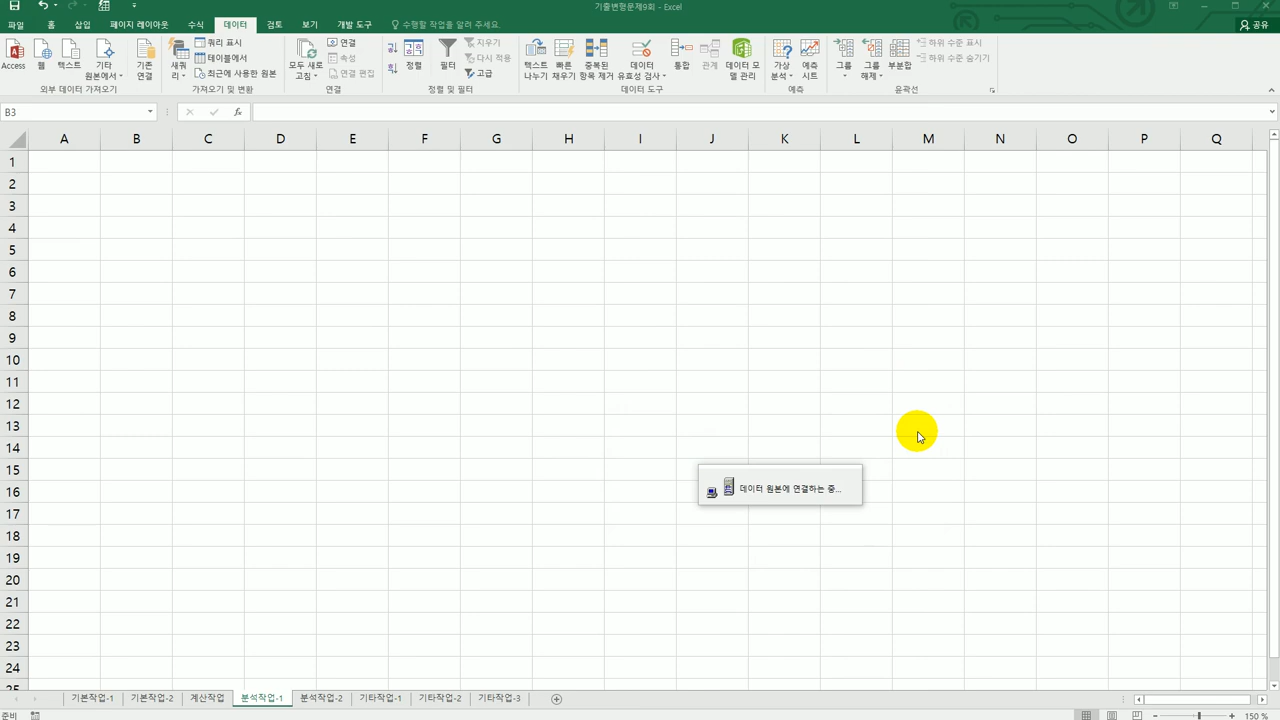 기출변형문제9회 - Excel
파일 홈 삽입 페이지 레이아웃 수식 데이터 검토 보기 개발 도구 수행할 작업을 알려 주세요. 공유
Access 웹 텍스트 기타 원본에서 기존 연결
외부 데이터 가져오기
새 쿼리 쿼리 표시 테이블에서 최근에 사용한 원본
가져오기 및 변환
모두 새로 고침 연결 속성 연결 편집
연결
정렬 필터 지우기 다시 적용 고급
정렬 및 필터
텍스트 나누기 빠른 채우기 중복된 항목 제거 데이터 유효성 검사 통합 관계 데이터 모델 관리
데이터 도구
가상 분석 예측 시트
예측
그룹 그룹 해제 부분합 하위 수준 표시 하위 수준 숨기기
윤곽선
B3 fx
A B C D E F G H I J K L M N O P Q
1
2
3
4
5
6
7
8
9
10
11
12
13
14
15
데이터 원본에 연결하는 중...
16
17
18
19
20
21
22
23
24
25
기본작업-1 기본작업-2 계산작업 분석작업-1 분석작업-2 기타작업-1 기타작업-2 기타작업-3
준비 150 %